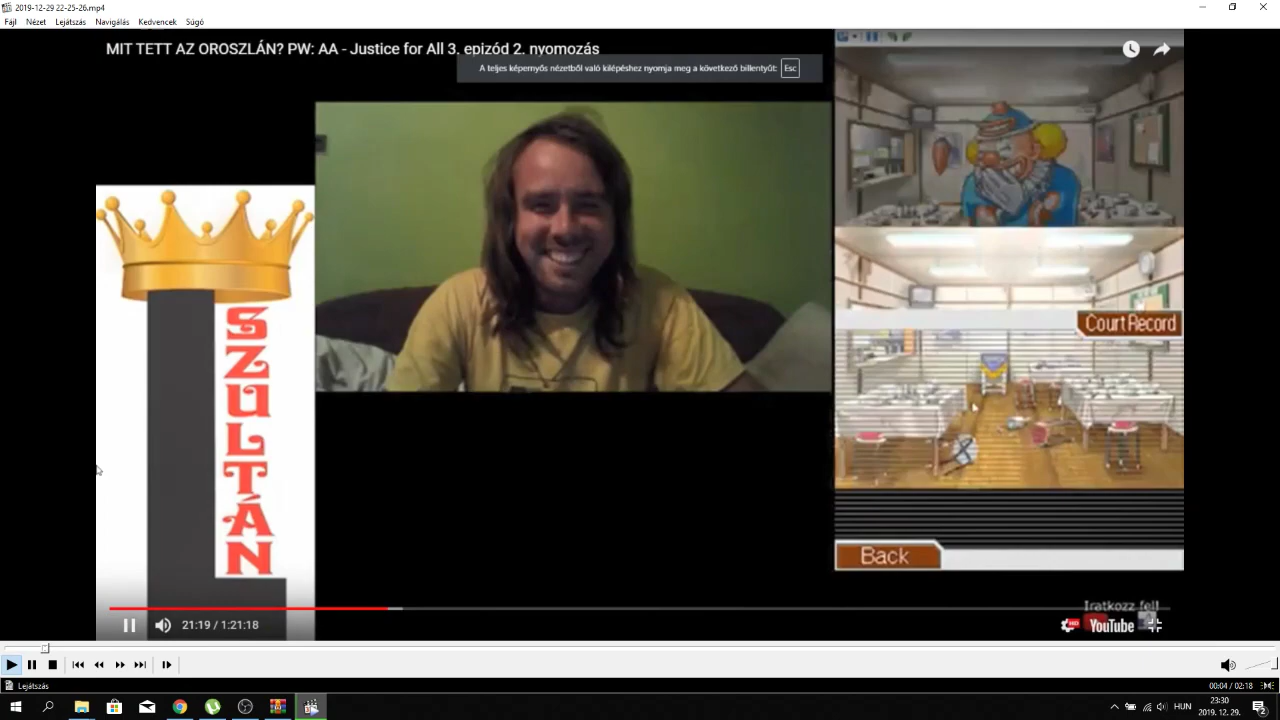 2019-12-29 22-25-26.mp4
Fájl Nézet Lejátszás Navigálás Kedvencek Súgó
MIT TETT AZ OROSZLÁN? PW: AA - Justice for All 3. epizód 2. nyomozás
A teljes képernyős nézetből való kilépéshez nyomja meg a következő billentyűt: Esc
SZULTÁN
Court Record
Back
Iratkozz fel!
21:19 / 1:21:18
HD
YouTube
Lejátszás
00:04 / 02:18
HUN
23:30
2019. 12. 29.
2